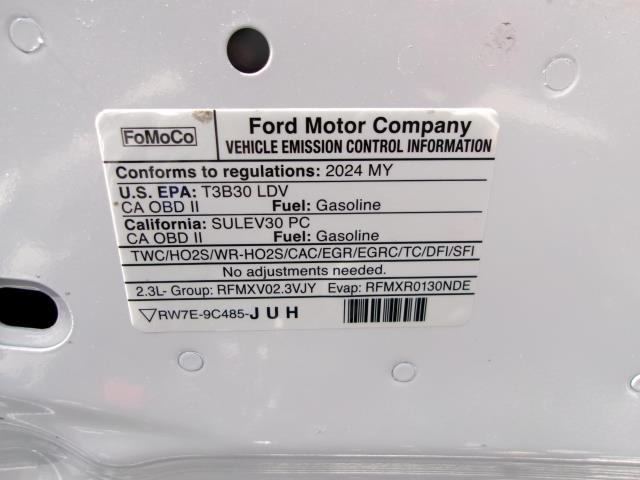 FoMoCo
Ford Motor Company
VEHICLE EMISSION CONTROL INFORMATION
Conforms to regulations: 2024 MY
U.S. EPA: T3B30 LDV
CA OBD II Fuel: Gasoline
California: SULEV30 PC
CA OBD II Fuel: Gasoline
TWC/HO2S/WR-HO2S/CAC/EGR/EGRC/TC/DFI/SFI
No adjustments needed.
2.3L- Group: RFMXV02.3VJY Evap: RFMXR0130NDE
▽RW7E-9C485-JUH